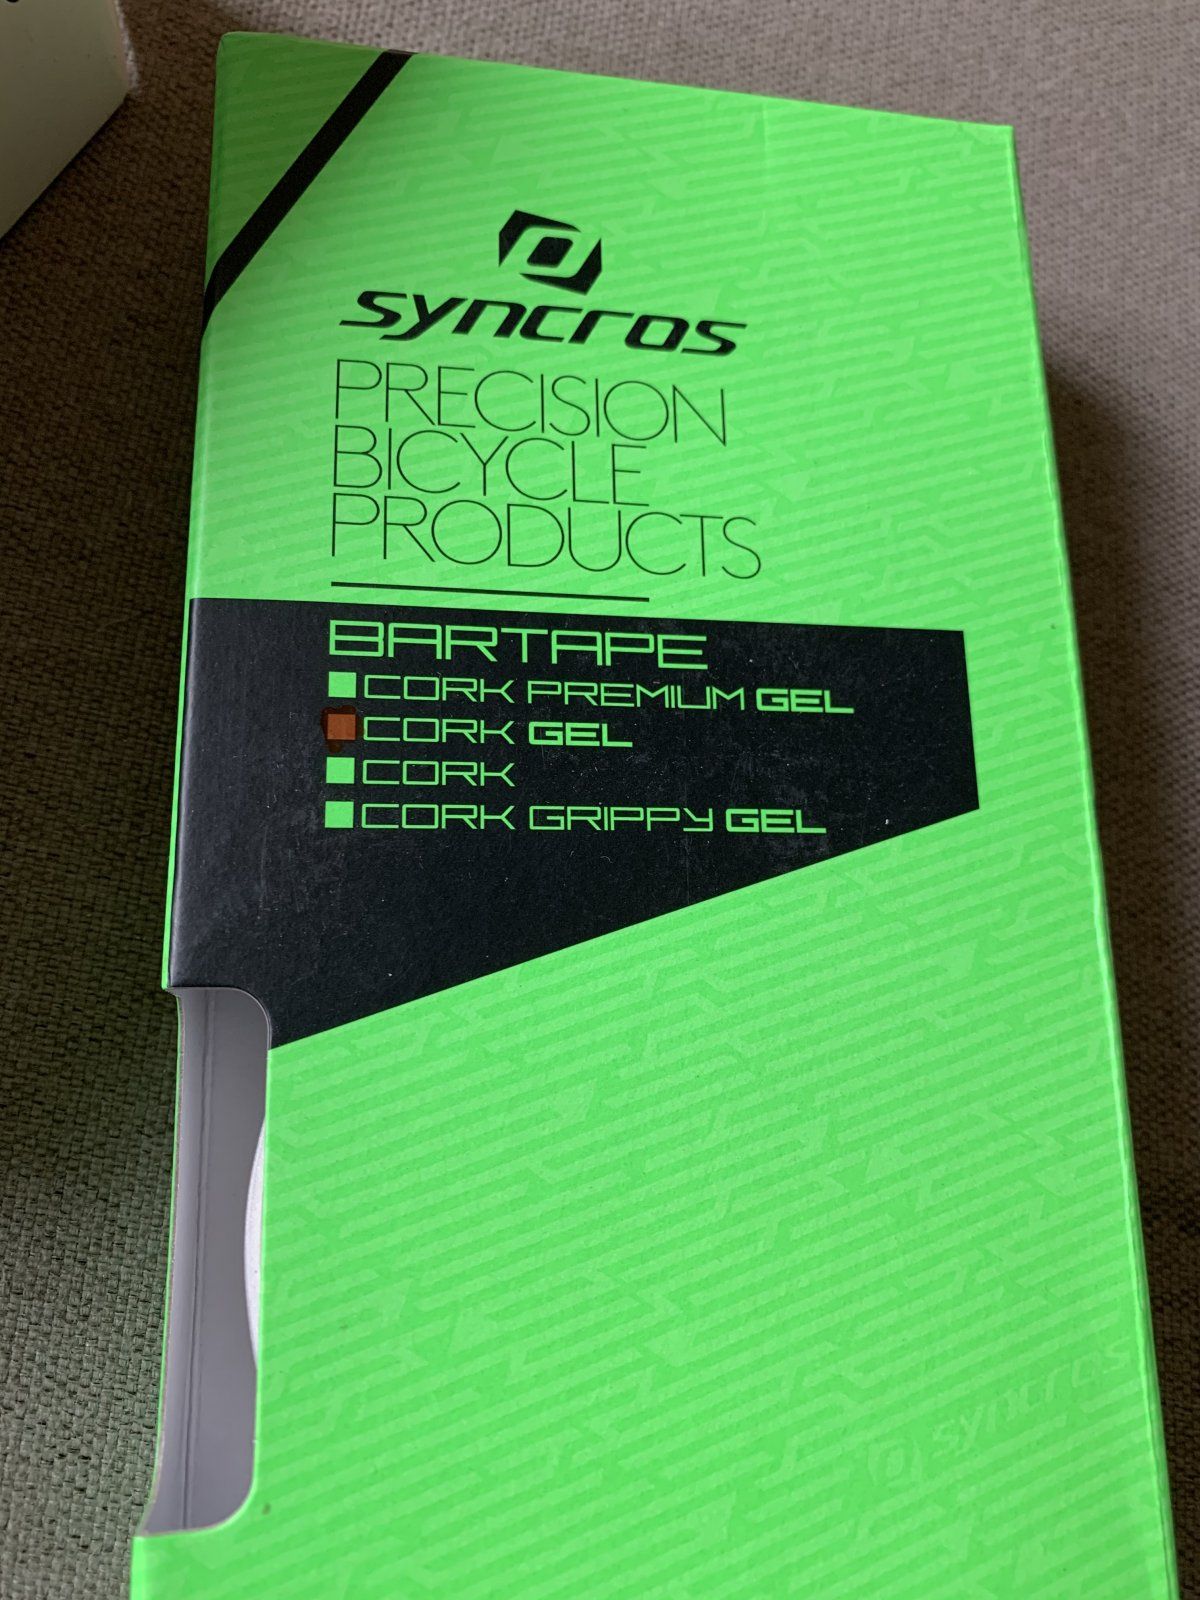 syncros
PRECISION
BICYCLE
PRODUCTS
BARTAPE
CORK PREMIUM GEL
CORK GEL
CORK
CORK GRIPPY GEL
syncros